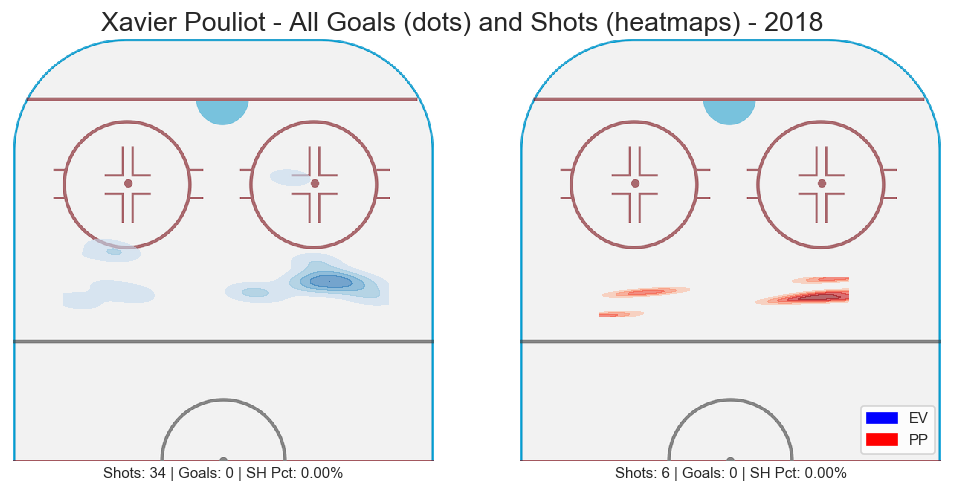 Xavier Pouliot - All Goals (dots) and Shots (heatmaps) - 2018
EV
PP
Shots: 34 | Goals: 0 | SH Pct: 0.00%
Shots: 6 | Goals: 0 | SH Pct: 0.00%